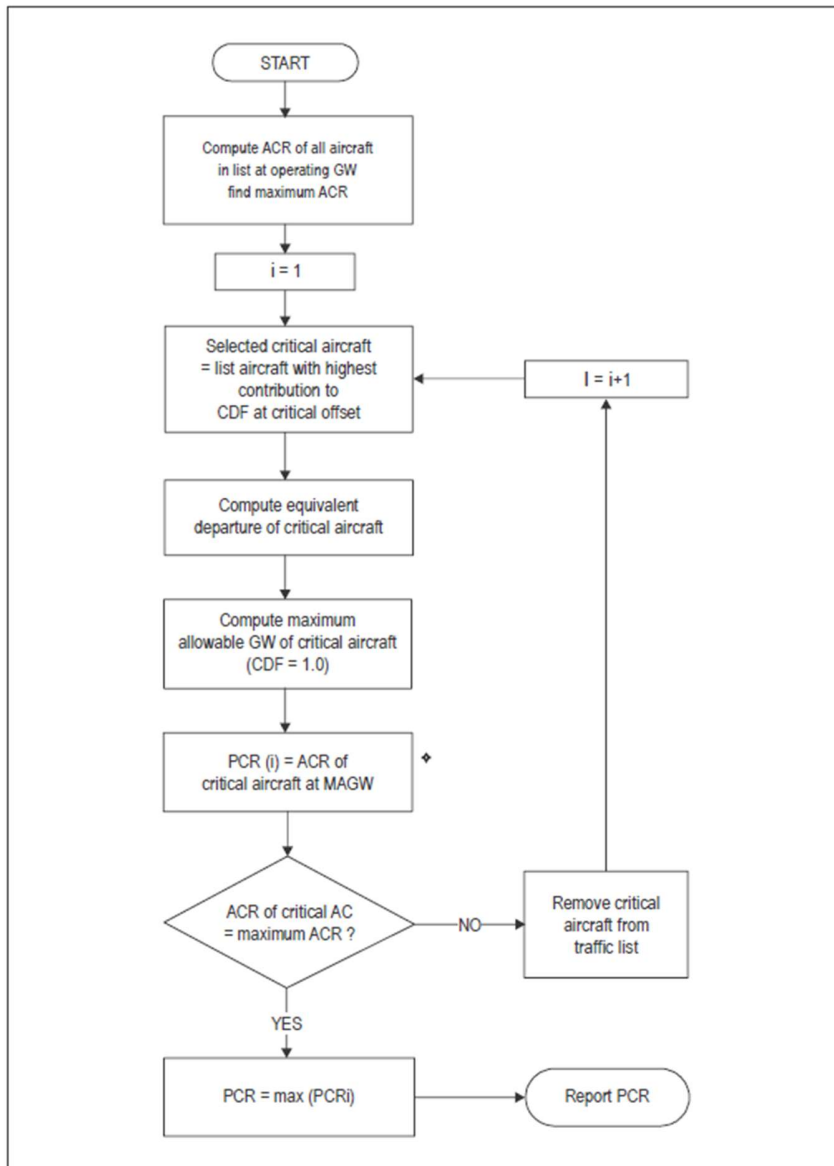 START
Compute ACR of all aircraft
in list at operating GW
find maximum ACR
i = 1
Selected critical aircraft
= list aircraft with highest
contribution to
CDF at critical offset
I = i+1
Compute equivalent
departure of critical aircraft
Compute maximum
allowable GW of critical aircraft
(CDF = 1.0)
PCR (i) = ACR of
critical aircraft at MAGW
ACR of critical AC
= maximum ACR ?
NO
Remove critical
aircraft from
traffic list
YES
PCR = max (PCRi)
Report PCR